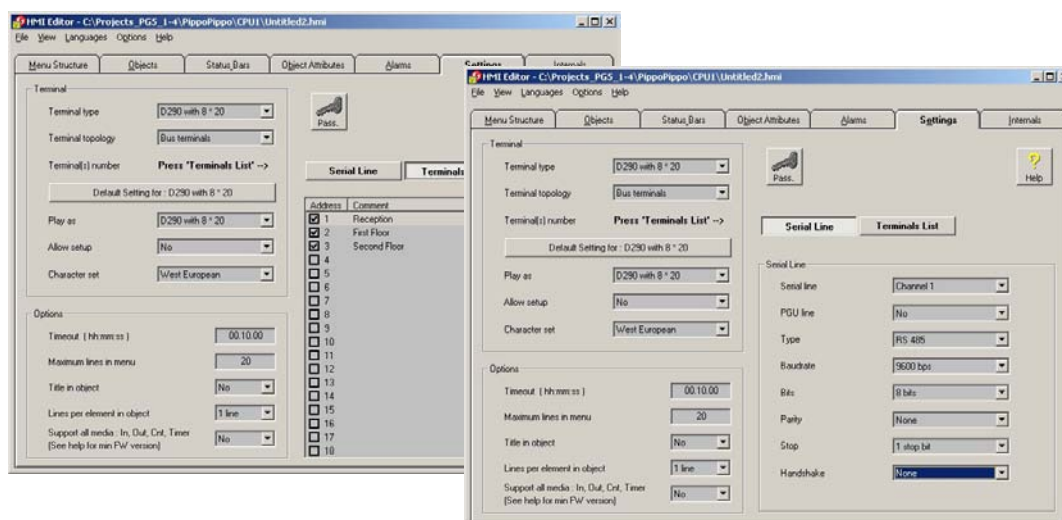 HMI Editor - C:\Projects_PG5_1-4\PippoPippo\CPU1\Untitled2.hmi
File View Languages Options Help
Menu Structure Objects Status_Bars Object Attributes Alarms Settings Internals
Terminal
Terminal type D290 with 8 * 20
Terminal topology Bus terminals
Terminal(s) number Press 'Terminals List' -->
Default Setting for : D290 with 8 * 20
Play as D290 with 8 * 20
Allow setup No
Character set West European
Options
Timeout ( hh:mm:ss ) 00.10.00
Maximum lines in menu 20
Title in object No
Lines per element in object 1 line
Support all media : In, Out, Cnt, Timer
(See help for min FW version) No
Pass.
Serial Line Terminals
Address Comment
1 Reception
2 First Floor
3 Second Floor
4
5
6
7
8
9
10
11
12
13
14
15
16
17
18
HMI Editor - C:\Projects_PG5_1-4\PippoPippo\CPU1\Untitled2.hmi
File View Languages Options Help
Menu Structure Objects Status_Bars Object Attributes Alarms Settings Internals
Terminal
Terminal type D290 with 8 * 20
Terminal topology Bus terminals
Terminal(s) number Press 'Terminals List' -->
Default Setting for : D290 with 8 * 20
Play as D290 with 8 * 20
Allow setup No
Character set West European
Options
Timeout ( hh:mm:ss ) 00.10.00
Maximum lines in menu 20
Title in object No
Lines per element in object 1 line
Support all media : In, Out, Cnt, Timer
(See help for min FW version) No
Pass.
Help
Serial Line Terminals List
Serial Line
Serial line Channel 1
PGU line No
Type RS 485
Baudrate 9600 bps
Bits 8 bits
Parity None
Stop 1 stop bit
Handshake None